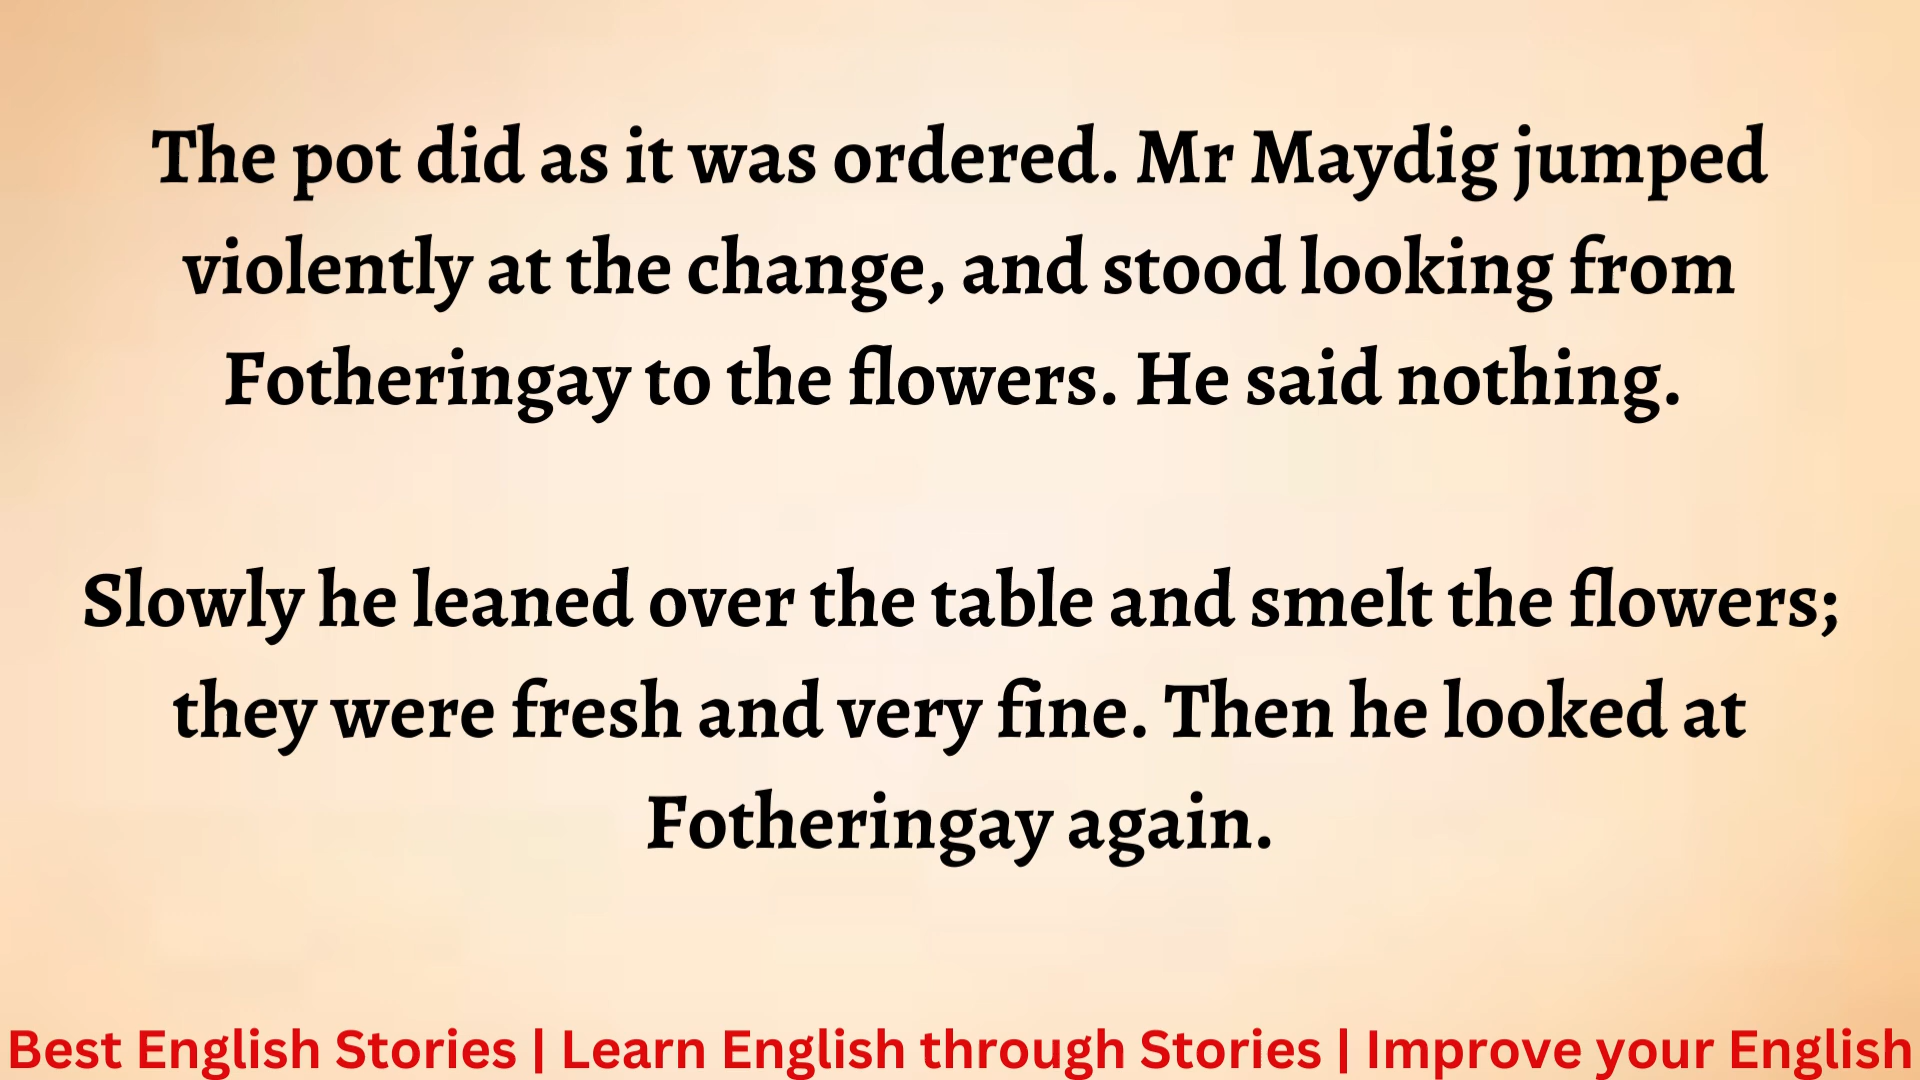 The pot did as it was ordered. Mr Maydig jumped
violently at the change, and stood looking from
Fotheringay to the flowers. He said nothing.
Slowly he leaned over the table and smelt the flowers;
they were fresh and very fine. Then he looked at
Fotheringay again.
Best English Stories | Learn English through Stories | Improve your English